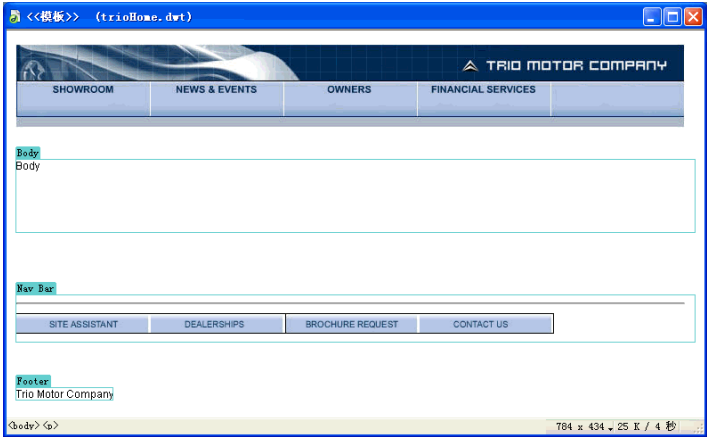 <<模板>> (trioHome.dwt)
TRIO MOTOR COMPANY
SHOWROOM NEWS & EVENTS OWNERS FINANCIAL SERVICES
Body
Body
Nav Bar
SITE ASSISTANT DEALERSHIPS BROCHURE REQUEST CONTACT US
Footer
Trio Motor Company
<body> <p> 784 x 434 25 K / 4 秒